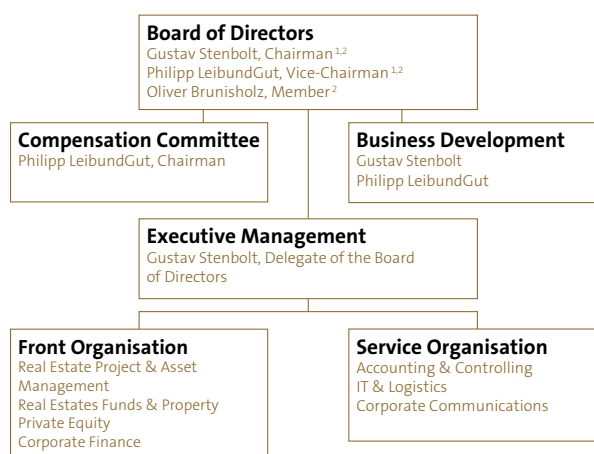 Board of Directors
Gustav Stenbolt, Chairman 1,2
Philipp LeibundGut, Vice-Chairman 1,2
Oliver Brunisholz, Member 2
Compensation Committee
Philipp LeibundGut, Chairman
Business Development
Gustav Stenbolt
Philipp LeibundGut
Executive Management
Gustav Stenbolt, Delegate of the Board
of Directors
Front Organisation
Real Estate Project & Asset
Management
Real Estates Funds & Property
Private Equity
Corporate Finance
Service Organisation
Accounting & Controlling
IT & Logistics
Corporate Communications